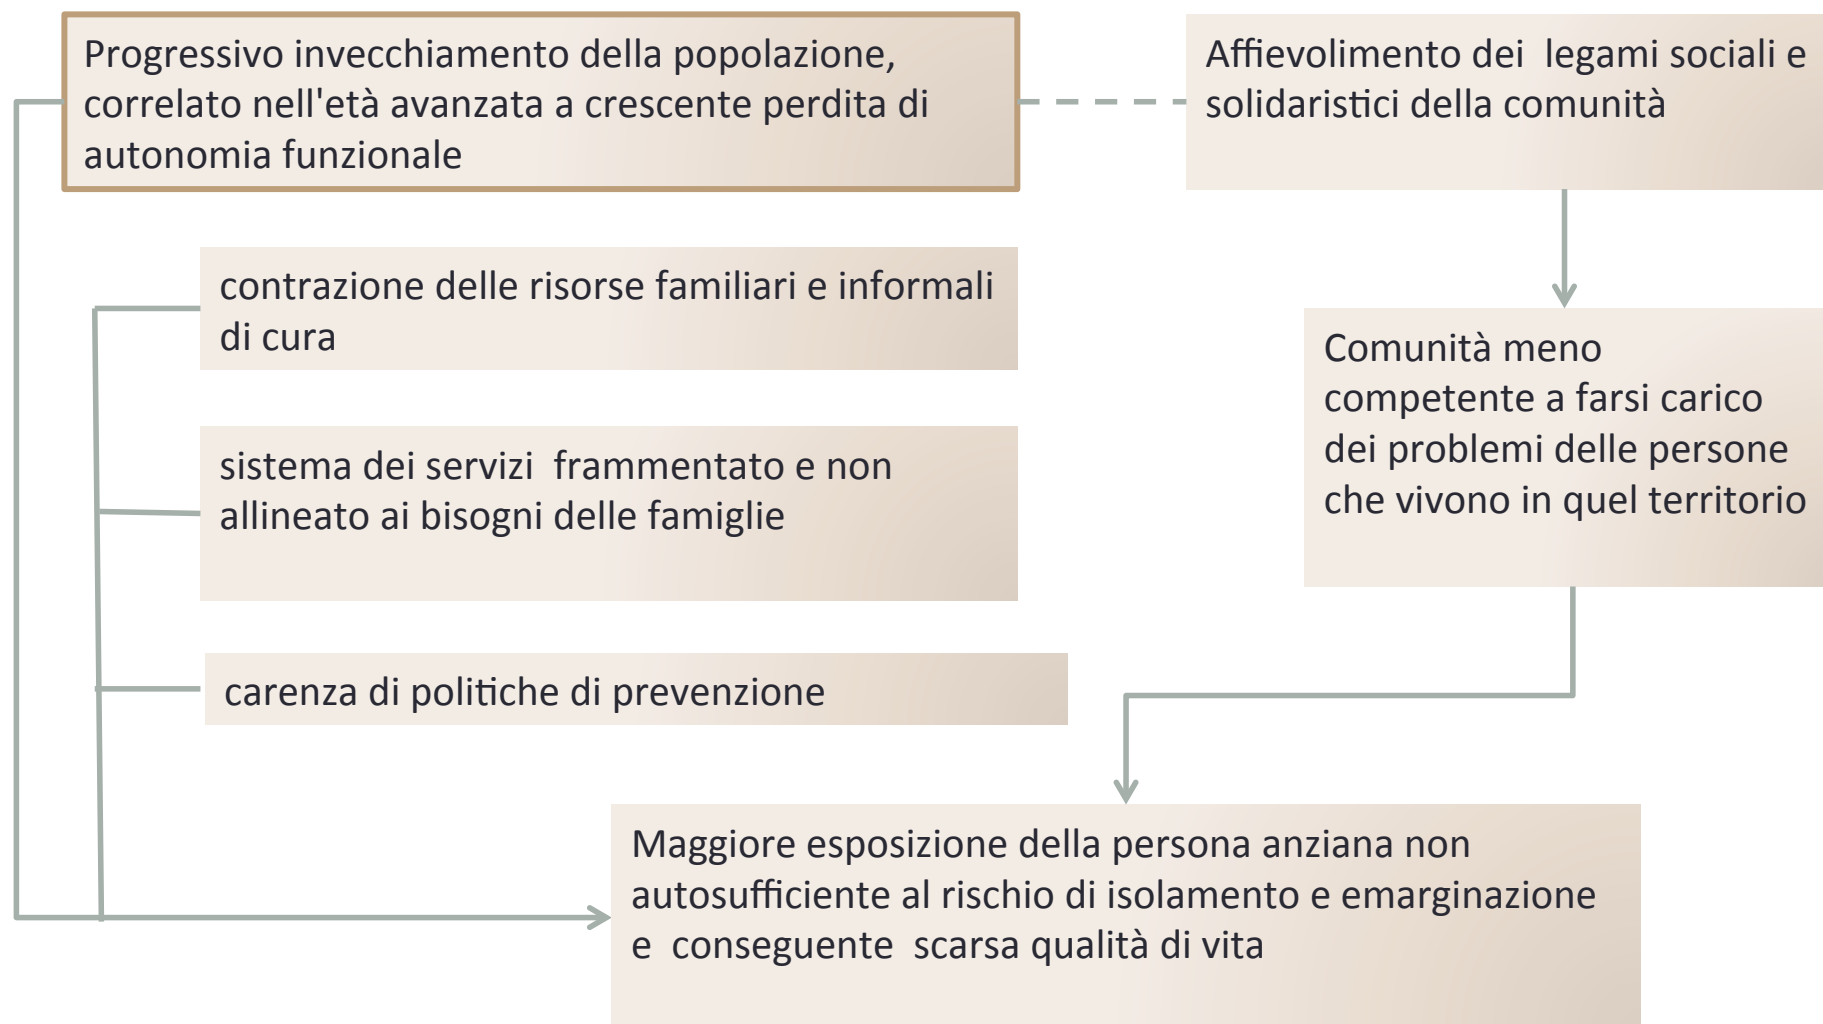 Progressivo invecchiamento della popolazione,
correlato nell'età avanzata a crescente perdita di
autonomia funzionale
Affievolimento dei  legami sociali e
solidaristici della comunità
contrazione delle risorse familiari e informali
di cura
sistema dei servizi  frammentato e non
allineato ai bisogni delle famiglie
carenza di politiche di prevenzione
Comunità meno
competente a farsi carico
dei problemi delle persone
che vivono in quel territorio
Maggiore esposizione della persona anziana non
autosufficiente al rischio di isolamento e emarginazione
e  conseguente  scarsa qualità di vita